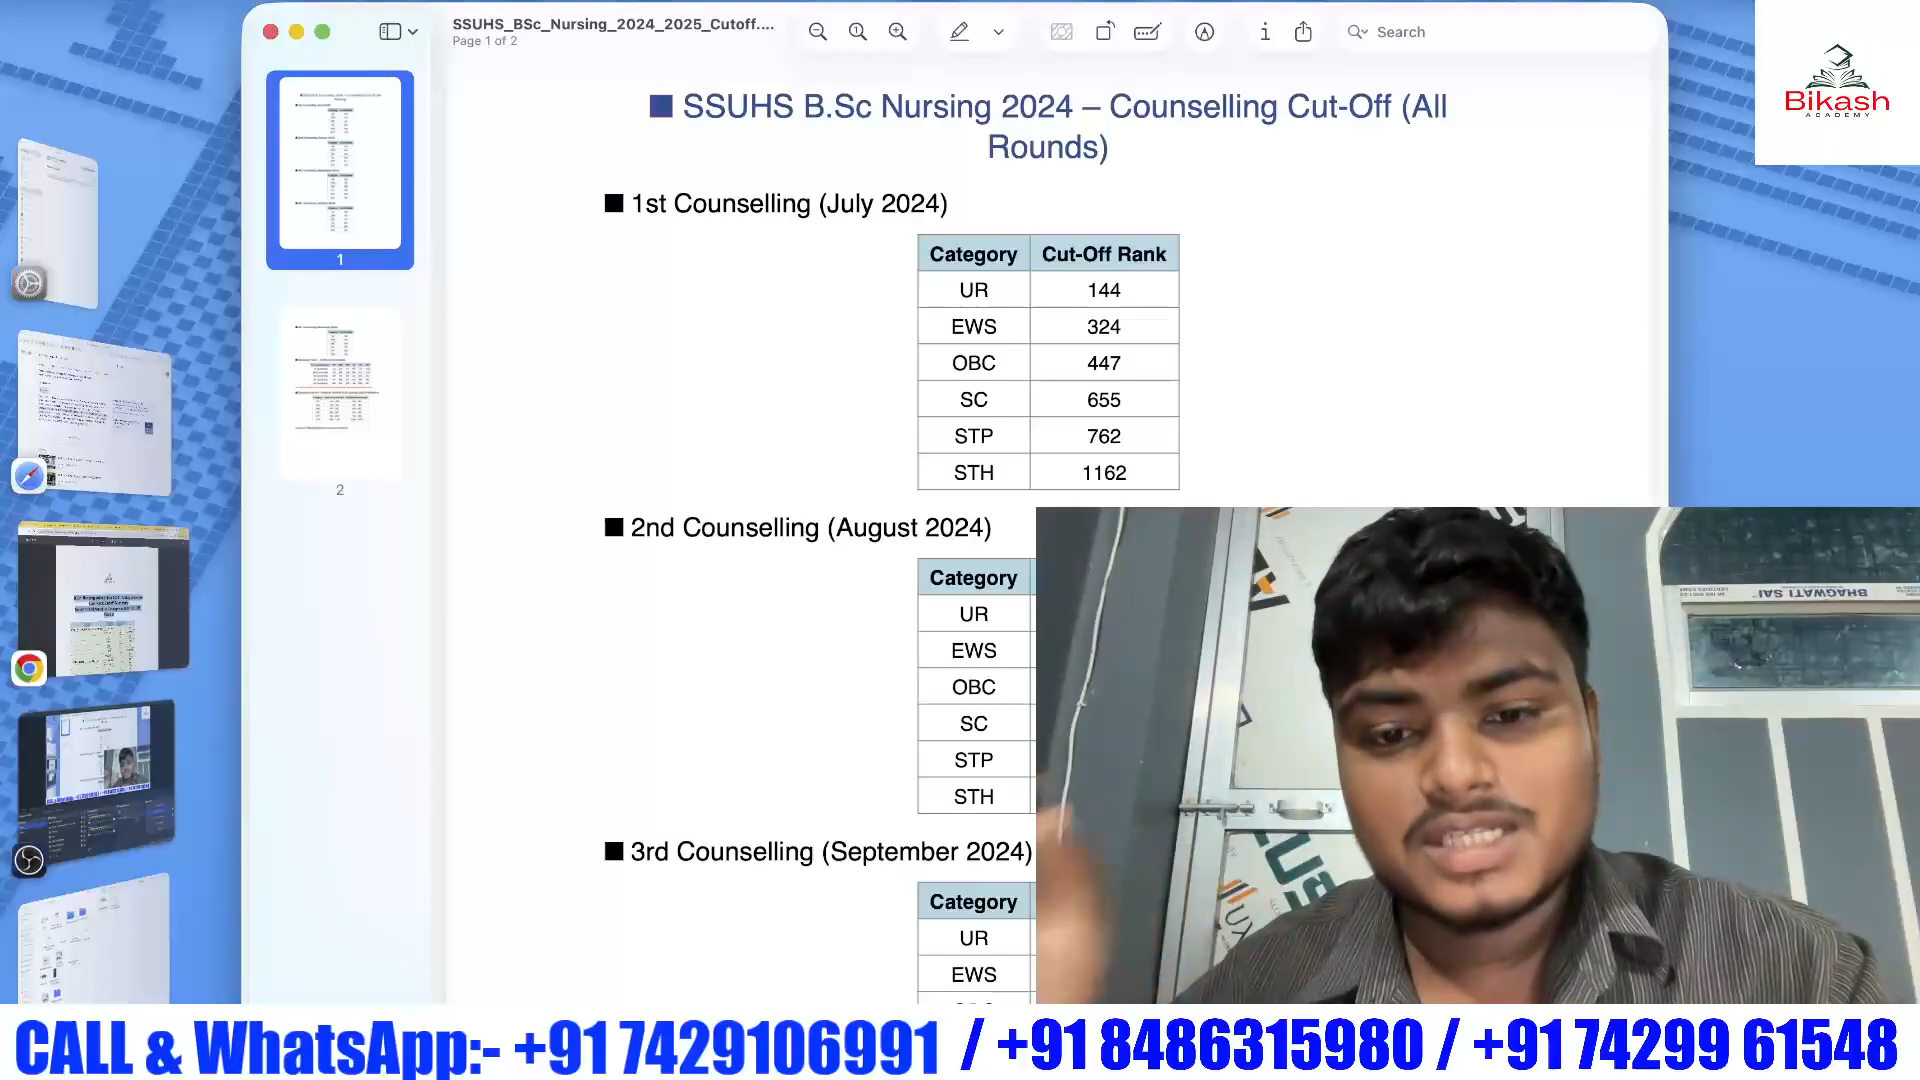 SSUHS_BSc_Nursing_2024_2025_Cutoff....
Page 1 of 2
Search
Bikash
ACADEMY
■ SSUHS B.Sc Nursing 2024 – Counselling Cut-Off (All
Rounds)
■ 1st Counselling (July 2024)
Category Cut-Off Rank
UR 144
EWS 324
OBC 447
SC 655
STP 762
STH 1162
■ 2nd Counselling (August 2024)
Category
UR
EWS
OBC
SC
STP
STH
■ 3rd Counselling (September 2024)
Category
UR
EWS
1
2
BHAGWATI SAI
CALL & WhatsApp:- +91 7429106991 / +91 8486315980 / +91 74299 61548